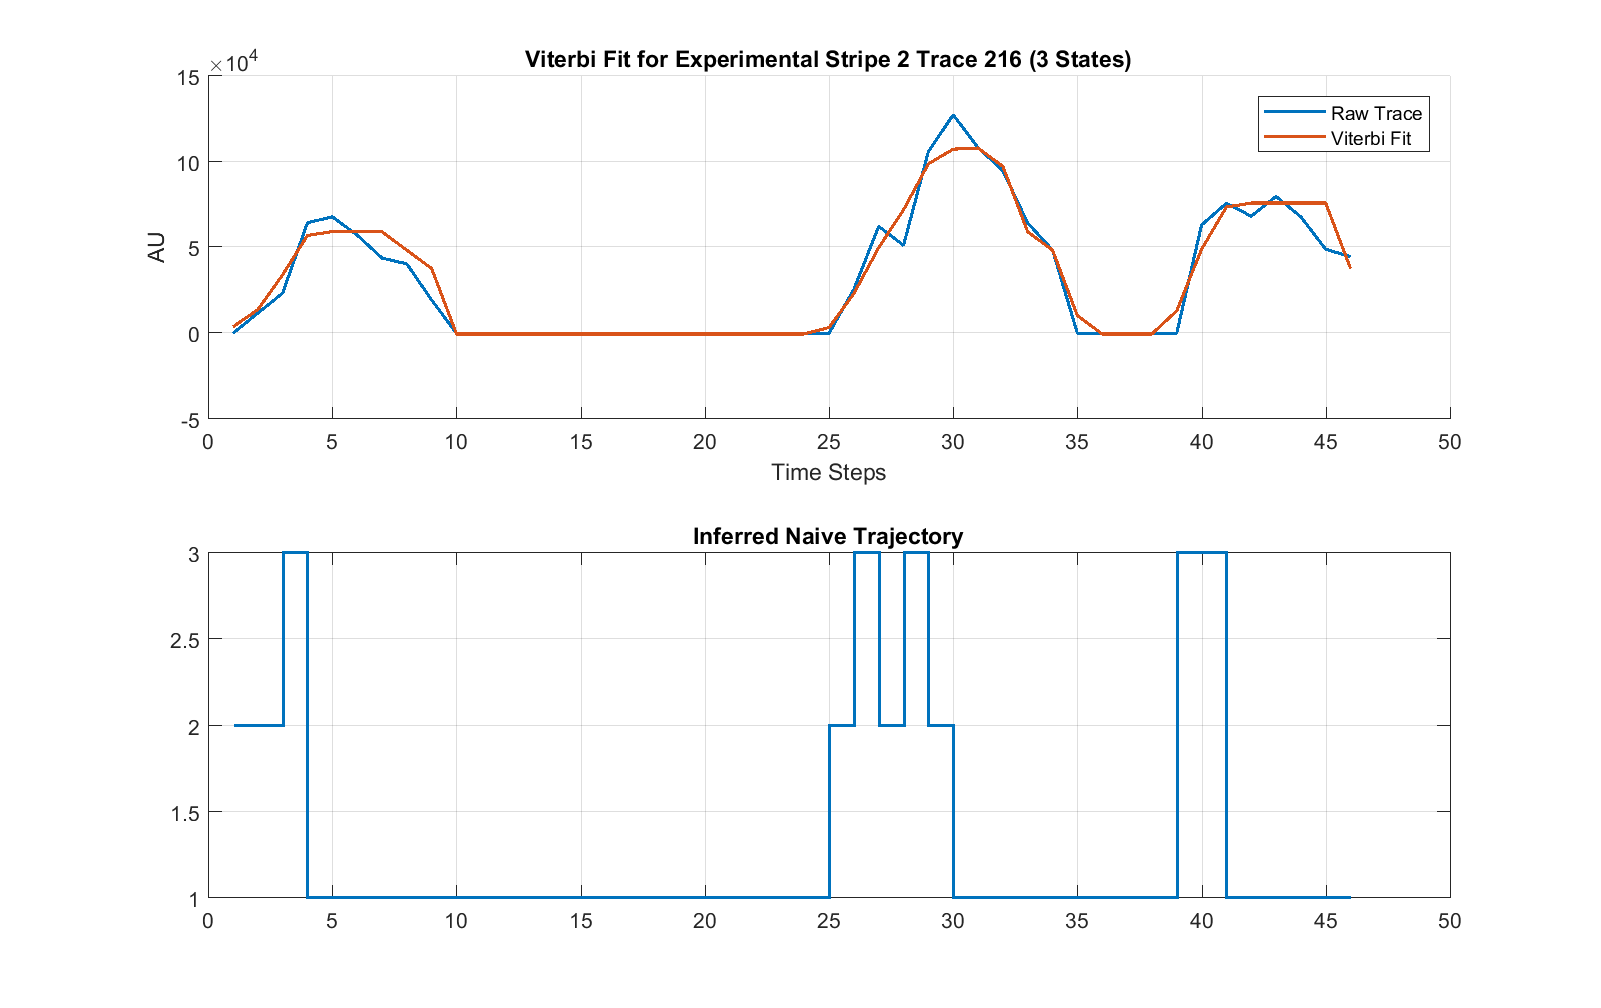 Viterbi Fit for Experimental Stripe 2 Trace 216 (3 States)
×10⁴
15
10
5
0
-5
AU
0 5 10 15 20 25 30 35 40 45 50
Time Steps
Raw Trace
Viterbi Fit
Inferred Naive Trajectory
3
2.5
2
1.5
1
0 5 10 15 20 25 30 35 40 45 50